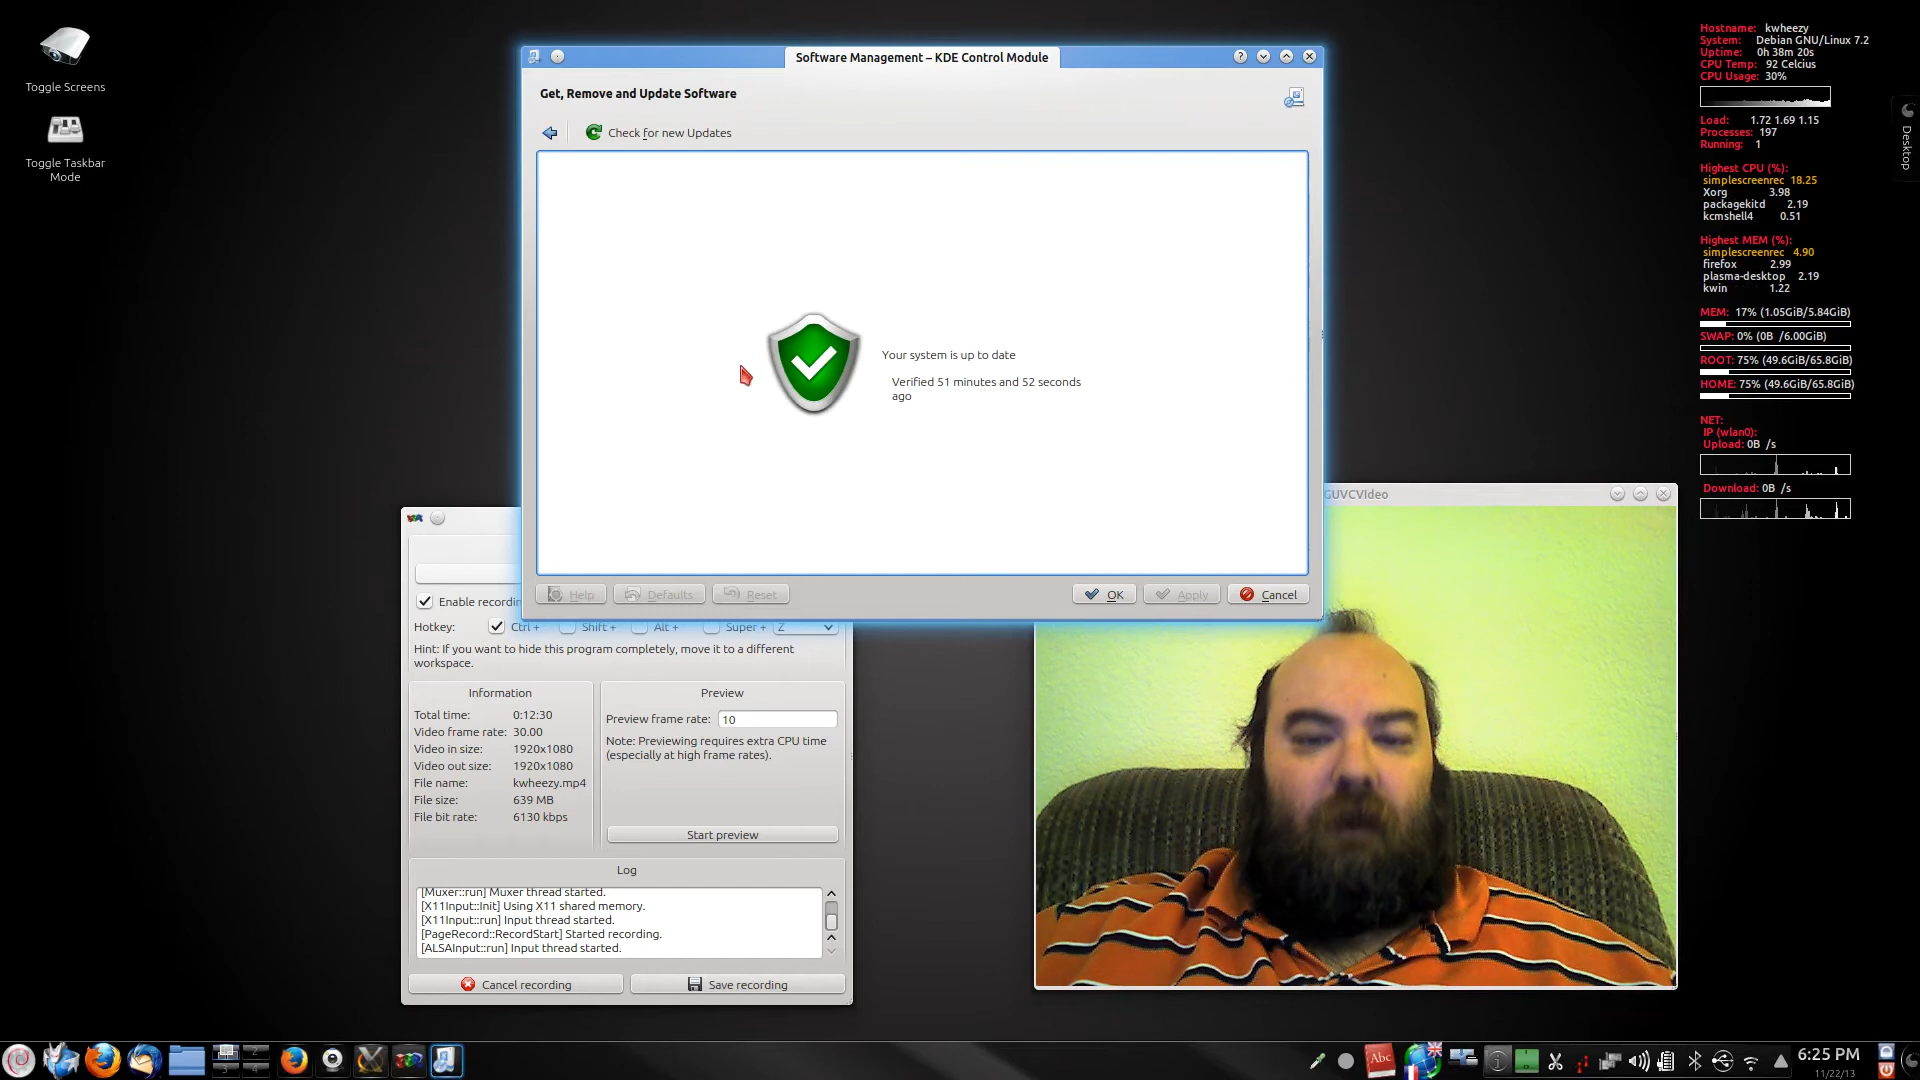 Toggle Screens
Toggle Taskbar
Mode
Software Management – KDE Control Module
Get, Remove and Update Software
Check for new Updates
Your system is up to date
Verified 51 minutes and 52 seconds
ago
Help
Defaults
Reset
OK
Apply
Cancel
Enable recordin
Hotkey: Ctrl + Shift + Alt + Super + Z
Hint: If you want to hide this program completely, move it to a different
workspace.
Information
Total time: 0:12:30
Video frame rate: 30.00
Video in size: 1920x1080
Video out size: 1920x1080
File name: kwheezy.mp4
File size: 639 MB
File bit rate: 6130 kbps
Preview
Preview frame rate: 10
Note: Previewing requires extra CPU time
(especially at high frame rates).
Start preview
Log
[Muxer::run] Muxer thread started.
[X11Input::Init] Using X11 shared memory.
[X11Input::run] Input thread started.
[PageRecord::RecordStart] Started recording.
[ALSAInput::run] Input thread started.
Cancel recording
Save recording
GUVCVideo
Hostname: kwheezy
System: Debian GNU/Linux 7.2
Uptime: 0h 38m 20s
CPU Temp: 92 Celcius
CPU Usage: 30%
Load: 1.72 1.69 1.15
Processes: 197
Running: 1
Highest CPU (%):
simplescreenrec 18.25
Xorg 3.98
packagekitd 2.19
kcmshell4 0.51
Highest MEM (%):
simplescreenrec 4.90
firefox 2.99
plasma-desktop 2.19
kwin 1.22
MEM: 17% (1.05GiB/5.84GiB)
SWAP: 0% (0B /6.00GiB)
ROOT: 75% (49.6GiB/65.8GiB)
HOME: 75% (49.6GiB/65.8GiB)
NET:
IP (wlan0):
Upload: 0B /s
Download: 0B /s
Desktop
2
3
4
Abc
6:25 PM
11/22/13